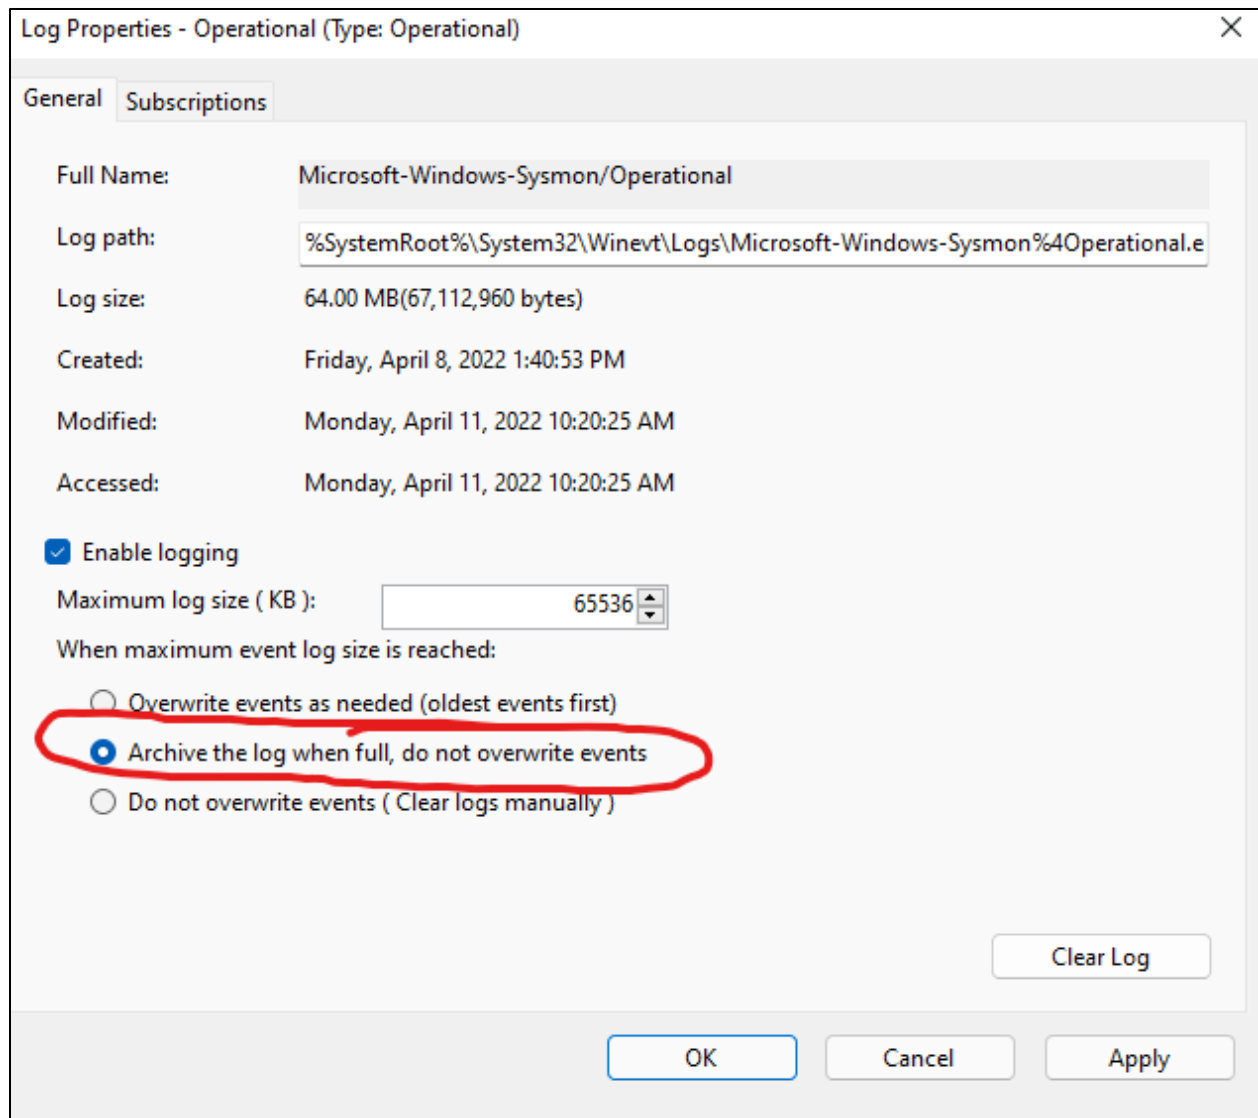 Log Properties - Operational (Type: Operational)
General Subscriptions
Full Name: Microsoft-Windows-Sysmon/Operational
Log path: %SystemRoot%\System32\Winevt\Logs\Microsoft-Windows-Sysmon%4Operational.e
Log size: 64.00 MB(67,112,960 bytes)
Created: Friday, April 8, 2022 1:40:53 PM
Modified: Monday, April 11, 2022 10:20:25 AM
Accessed: Monday, April 11, 2022 10:20:25 AM
Enable logging
Maximum log size ( KB ): 65536
When maximum event log size is reached:
Overwrite events as needed (oldest events first)
Archive the log when full, do not overwrite events
Do not overwrite events ( Clear logs manually )
Clear Log
OK Cancel Apply